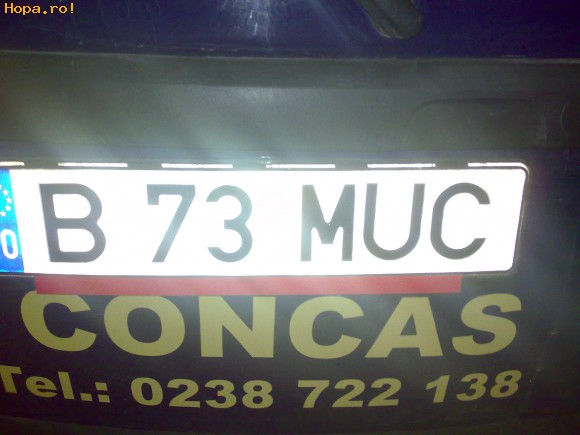 Hopa.ro!
B 73 MUC
O
CONCAS
Tel.: 0238 722 138